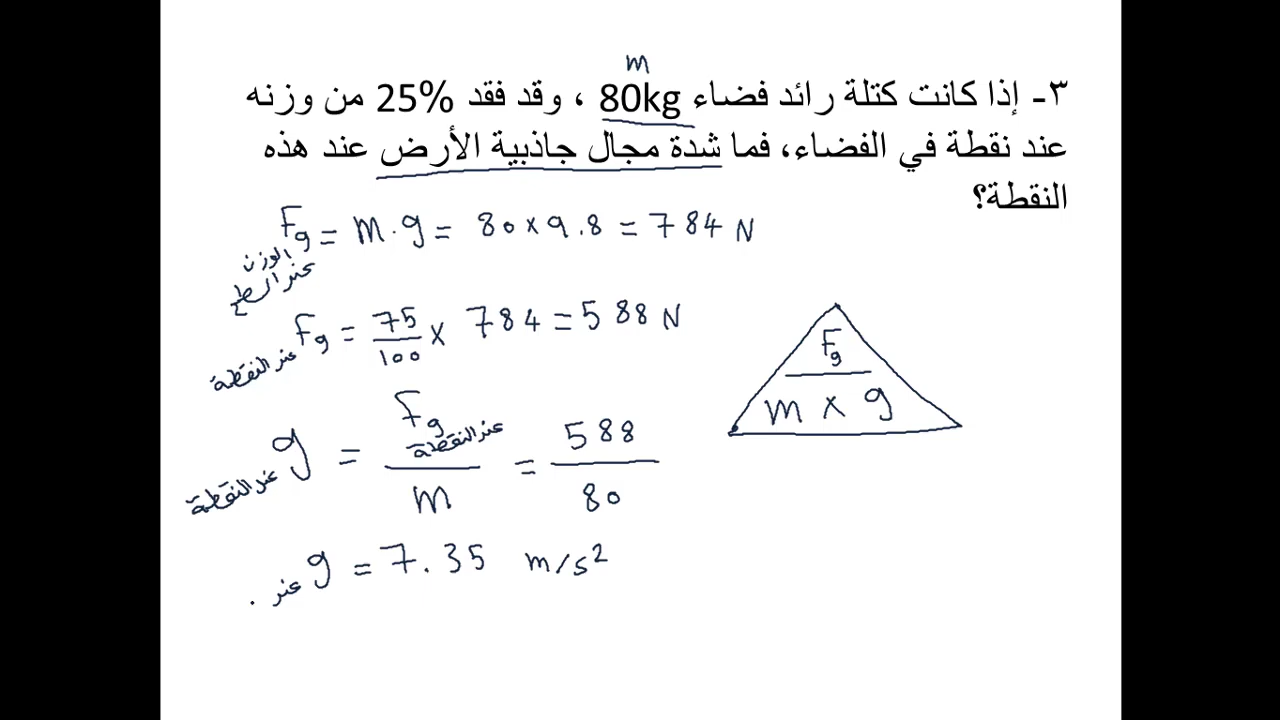 m
٣- إذا كانت كتلة رائد فضاء 80kg ، وقد فقد 25% من وزنه
عند نقطة في الفضاء، فما شدة مجال جاذبية الأرض عند هذه
النقطة؟
Fg = m . g = 80 × 9.8 = 784 N
الوزن
عند السطح
Fg عند النقطة = 75/100 × 784 = 588 N
Fg
m × g
g عند النقطة = Fg عند النقطة / m = 588 / 80
عند g = 7.35 m/s²